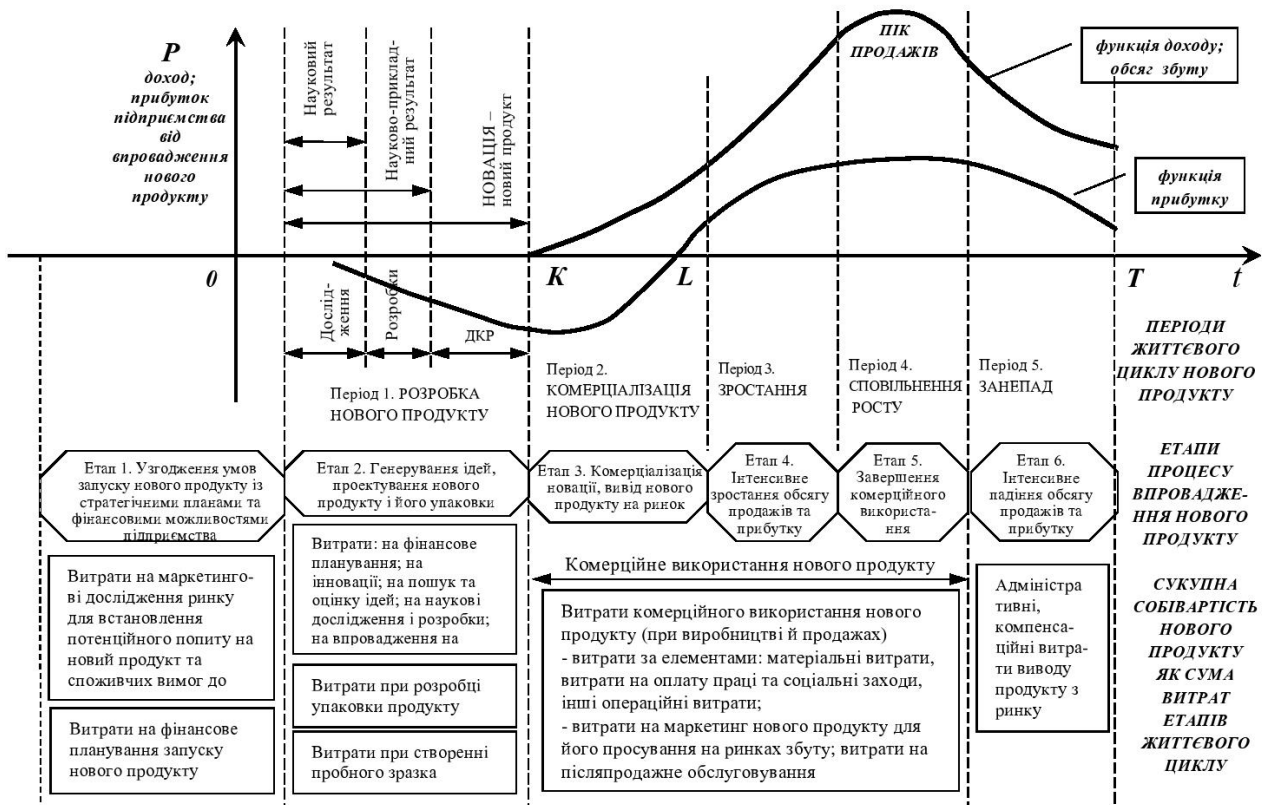 P
доход;
прибуток
підприємства
від
впровадження
нового
продукту
Науковий
результат
Науково-приклад-
ний результат
НОВАЦІЯ –
новий продукт
ПІК
ПРОДАЖІВ
функція доходу;
обсяг збуту
функція
прибутку
0
K
L
T
t
Дослід-
ження
Розробки
ДКР
Період 1. РОЗРОБКА
НОВОГО ПРОДУКТУ
Період 2.
КОМЕРЦІАЛІЗАЦІЯ
НОВОГО ПРОДУКТУ
Період 3.
ЗРОСТАННЯ
Період 4.
СПОВІЛЬНЕННЯ
РОСТУ
Період 5.
ЗАНЕПАД
ПЕРІОДИ
ЖИТТЄВОГО
ЦИКЛУ НОВОГО
ПРОДУКТУ
Етап 1. Узгодження умов
запуску нового продукту із
стратегічними планами та
фінансовими можливостями
підприємства
Етап 2. Генерування ідей,
проектування нового
продукту і його упаковки
Етап 3. Комерціалізація
новації, вивід нового
продукту на ринок
Етап 4.
Інтенсивне
зростання обсягу
продажів та
прибутку
Етап 5.
Завершення
комерційного
використа-
ння
Етап 6.
Інтенсивне
падіння обсягу
продажів та
прибутку
ЕТАПИ
ПРОЦЕСУ
ВПРОВАДЖЕ-
ННЯ НОВОГО
ПРОДУКТУ
Витрати на маркетинго-
ві дослідження ринку
для встановлення
потенційного попиту на
новий продукт та
споживчих вимог до
Витрати на фінансове
планування запуску
нового продукту
Витрати: на фінансове
планування; на
інновації; на пошук та
оцінку ідей; на наукові
дослідження і розробки;
на впровадження на
Витрати при розробці
упаковки продукту
Витрати при створенні
пробного зразка
Комерційне використання нового продукту
Витрати комерційного використання нового
продукту (при виробництві й продажах)
- витрати за елементами: матеріальні витрати,
витрати на оплату праці та соціальні заходи,
інші операційні витрати;
- витрати на маркетинг нового продукту для
його просування на ринках збуту; витрати на
післяпродажне обслуговування
Адміністра
тивні,
компенса-
ційні витра-
ти виводу
продукту з
ринку
СУКУПНА
СОБІВАРТІСТЬ
НОВОГО
ПРОДУКТУ
ЯК СУМА
ВИТРАТ
ЕТАПІВ
ЖИТТЄВОГО
ЦИКЛУ